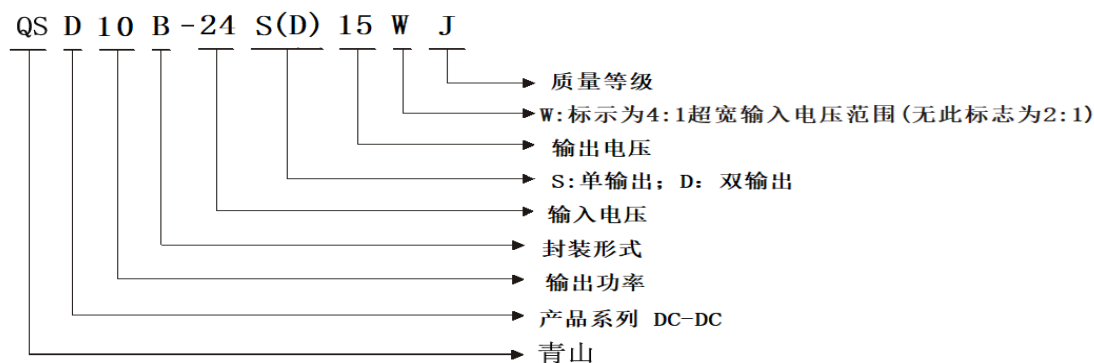 QS D 10 B -24 S(D) 15 W J
质量等级
W:标示为4:1超宽输入电压范围(无此标志为2:1)
输出电压
S:单输出；D：双输出
输入电压
封装形式
输出功率
产品系列 DC-DC
青山